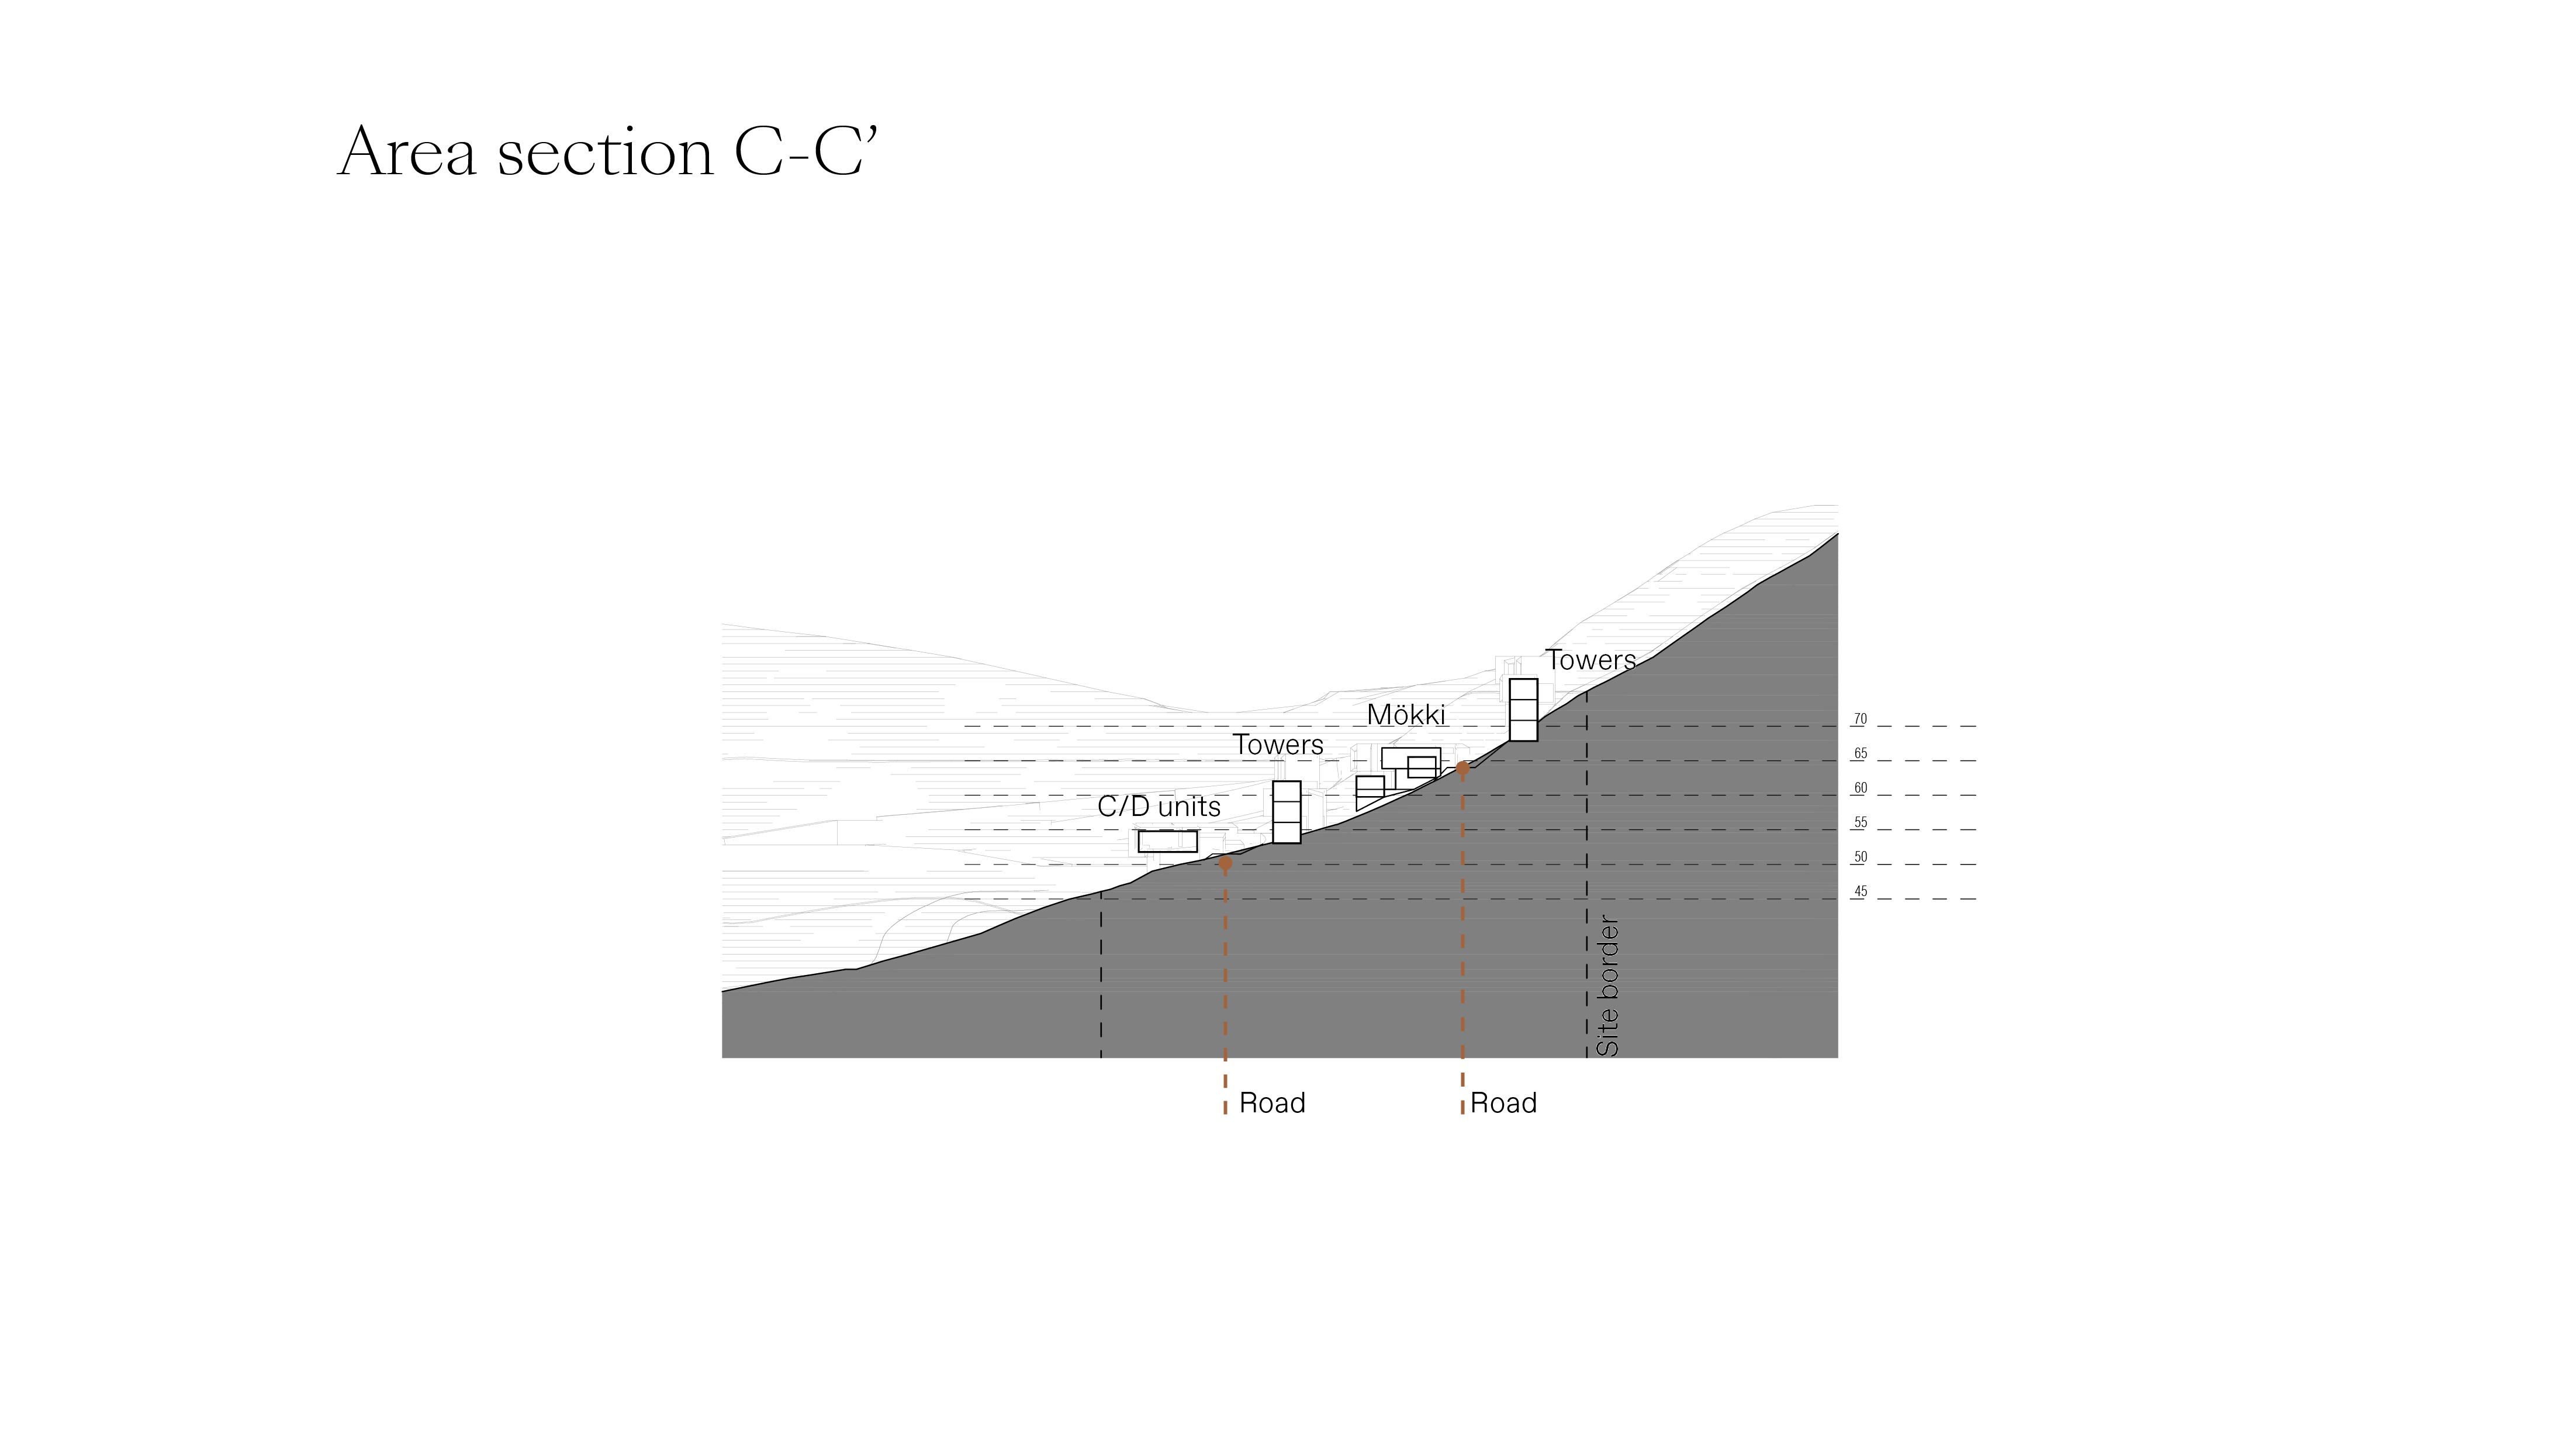 Area section C-C’
Towers
Mökki
Towers
C/D units
70
65
60
55
50
45
Site border
Road
Road